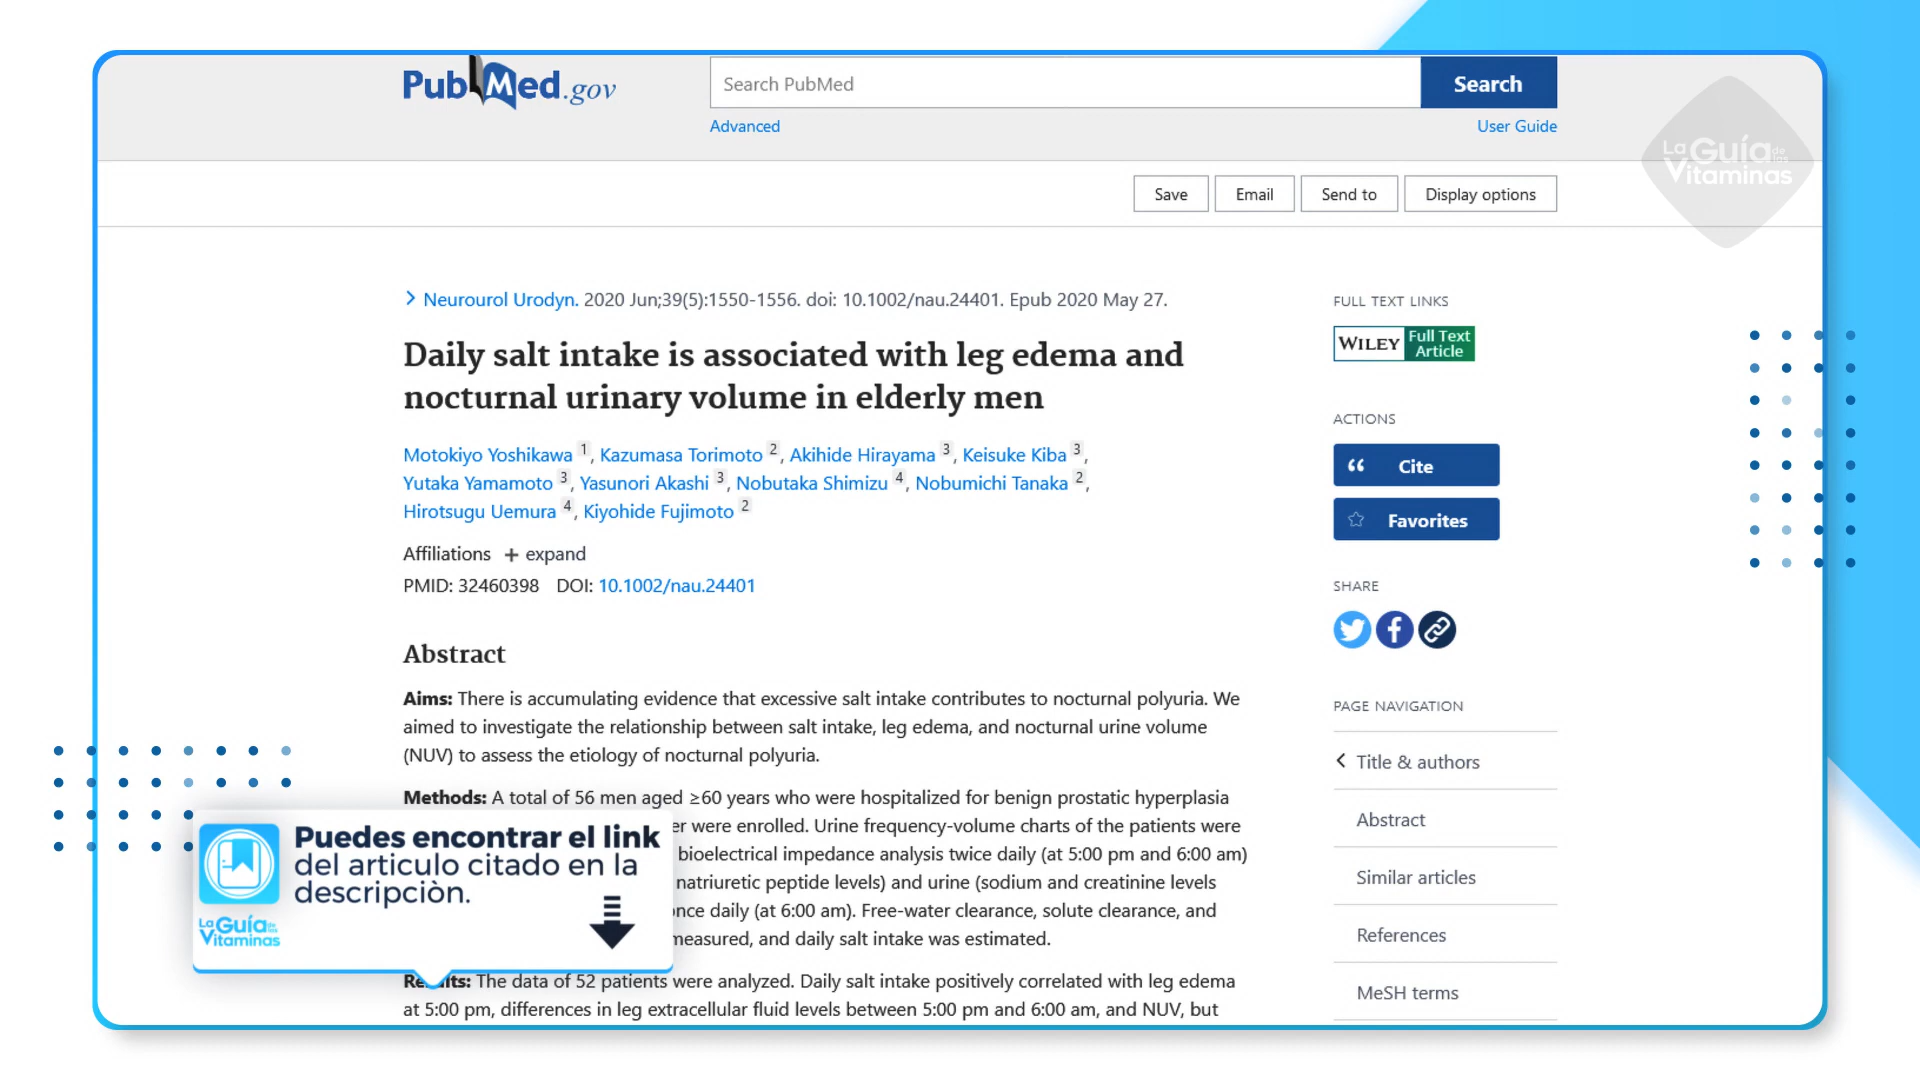 PubMed.gov
Search PubMed
Search
Advanced
User Guide
La Guía de las
Vitaminas
Save
Email
Send to
Display options
Neurourol Urodyn. 2020 Jun;39(5):1550-1556. doi: 10.1002/nau.24401. Epub 2020 May 27.
Daily salt intake is associated with leg edema and
nocturnal urinary volume in elderly men
Motokiyo Yoshikawa 1, Kazumasa Torimoto 2, Akihide Hirayama 3, Keisuke Kiba 3,
Yutaka Yamamoto 3, Yasunori Akashi 3, Nobutaka Shimizu 4, Nobumichi Tanaka 2,
Hirotsugu Uemura 4, Kiyohide Fujimoto 2
Affiliations + expand
PMID: 32460398 DOI: 10.1002/nau.24401
Abstract
Aims: There is accumulating evidence that excessive salt intake contributes to nocturnal polyuria. We
aimed to investigate the relationship between salt intake, leg edema, and nocturnal urine volume
(NUV) to assess the etiology of nocturnal polyuria.
Methods: A total of 56 men aged ≥60 years who were hospitalized for benign prostatic hyperplasia
were enrolled. Urine frequency-volume charts of the patients were
bioelectrical impedance analysis twice daily (at 5:00 pm and 6:00 am)
natriuretic peptide levels) and urine (sodium and creatinine levels
once daily (at 6:00 am). Free-water clearance, solute clearance, and
measured, and daily salt intake was estimated.
Results: The data of 52 patients were analyzed. Daily salt intake positively correlated with leg edema
at 5:00 pm, differences in leg extracellular fluid levels between 5:00 pm and 6:00 am, and NUV, but
FULL TEXT LINKS
WILEY Full Text
Article
ACTIONS
Cite
Favorites
SHARE
PAGE NAVIGATION
Title & authors
Abstract
Similar articles
References
MeSH terms
Puedes encontrar el link
del articulo citado en la
descripciòn.
La Guía de las
Vitaminas